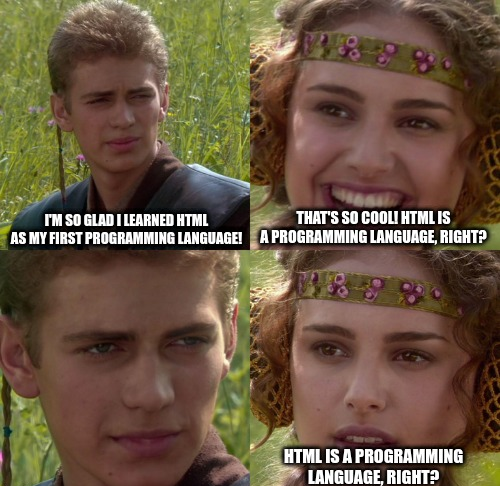 I'M SO GLAD I LEARNED HTML
AS MY FIRST PROGRAMMING LANGUAGE!
THAT'S SO COOL! HTML IS
A PROGRAMMING LANGUAGE, RIGHT?
HTML IS A PROGRAMMING
LANGUAGE, RIGHT?